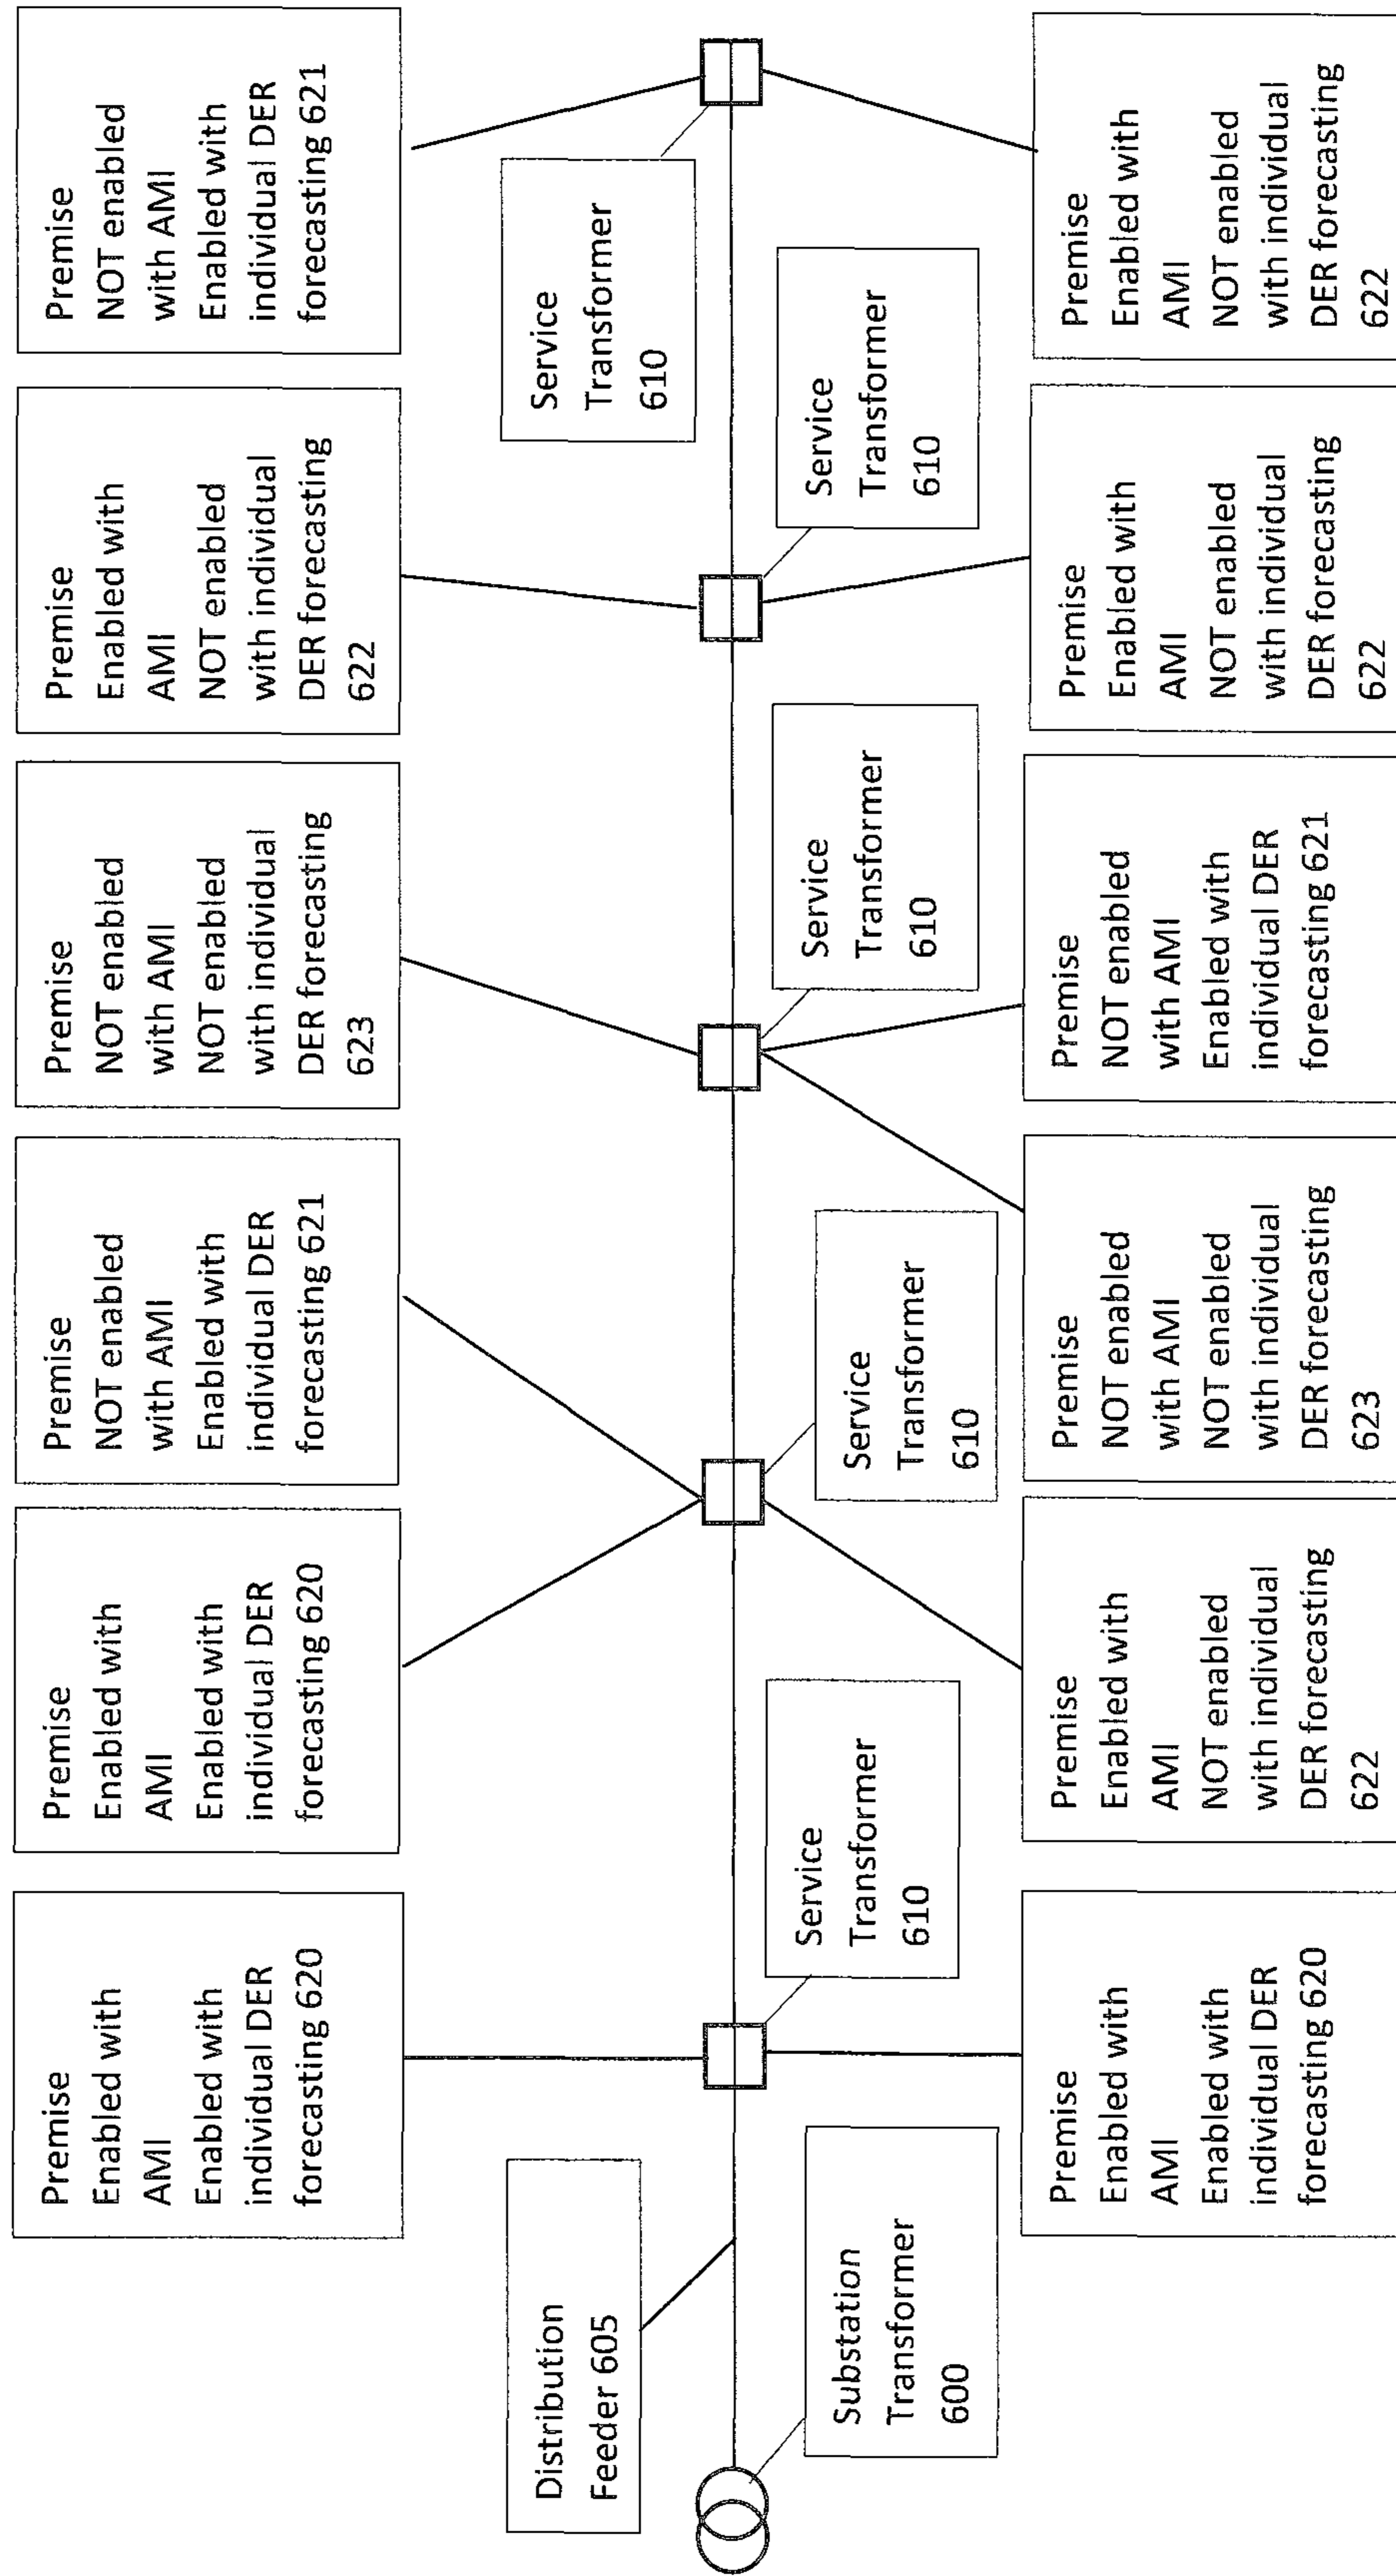 Premise
Enabled with
AMI
Enabled with
individual DER
forecasting 620
Premise
Enabled with
AMI
Enabled with
individual DER
forecasting 620
Premise
NOT enabled
with AMI
Enabled with
individual DER
forecasting 621
Premise
NOT enabled
with AMI
NOT enabled
with individual
DER forecasting
623
Premise
Enabled with
AMI
NOT enabled
with individual
DER forecasting
622
Premise
NOT enabled
with AMI
Enabled with
individual DER
forecasting 621
Distribution
Feeder 605
Service
Transformer
610
Substation
Transformer
600
Service
Transformer
610
Service
Transformer
610
Service
Transformer
610
Service
Transformer
610
Premise
Enabled with
AMI
Enabled with
individual DER
forecasting 620
Premise
Enabled with
AMI
NOT enabled
with individual
DER forecasting
622
Premise
NOT enabled
with AMI
NOT enabled
with individual
DER forecasting
623
Premise
NOT enabled
with AMI
Enabled with
individual DER
forecasting 621
Premise
Enabled with
AMI
NOT enabled
with individual
DER forecasting
622
Premise
Enabled with
AMI
NOT enabled
with individual
DER forecasting
622